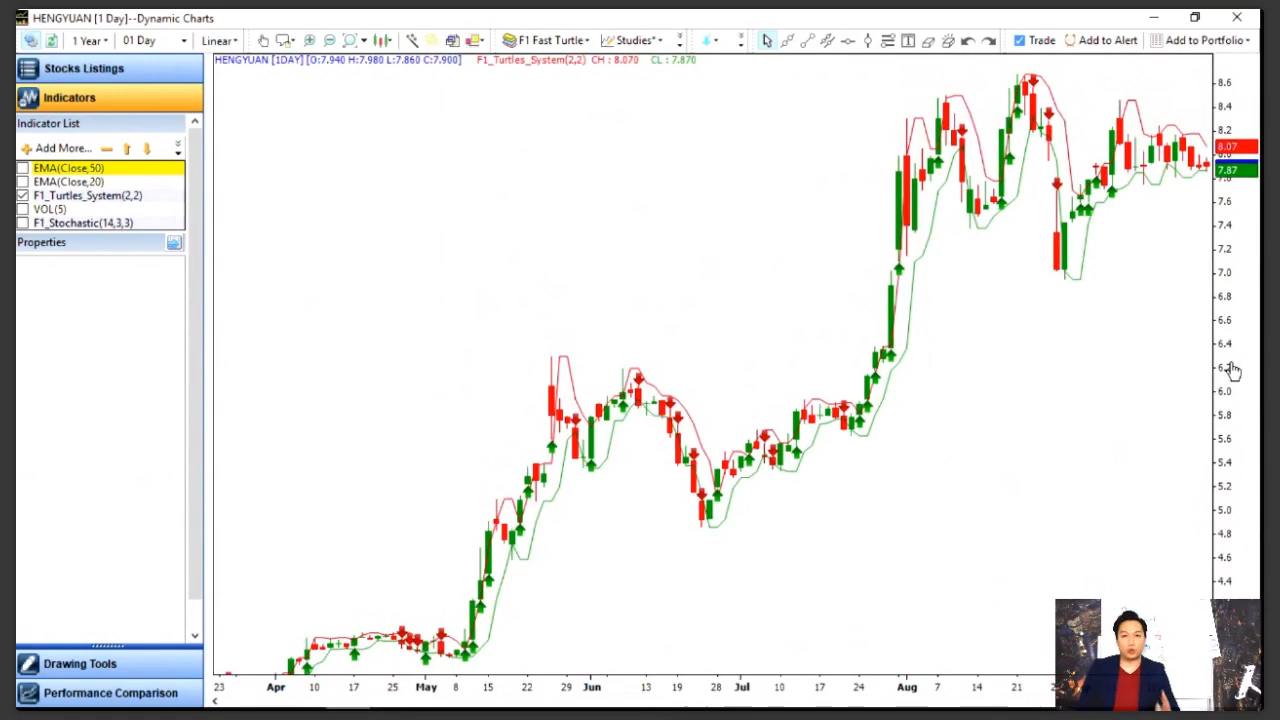 HENGYUAN [1 Day]--Dynamic Charts
1 Year 01 Day Linear F1 Fast Turtle Studies* Trade Add to Alert Add to Portfolio
Stocks Listings
Indicators
Indicator List
Add More...
EMA(Close,50)
EMA(Close,20)
F1_Turtles_System(2,2)
VOL(5)
F1_Stochastic(14,3,3)
Properties
Drawing Tools
Performance Comparison
HENGYUAN [1DAY] [O:7.940 H:7.980 L:7.860 C:7.900] F1_Turtles_System(2,2) CH : 8.070 CL : 7.870
8.6
8.4
8.2
8.07
7.87
7.6
7.4
7.2
7.0
6.8
6.6
6.4
6.0
5.8
5.6
5.4
5.2
5.0
4.8
4.6
4.4
23 Apr 10 17 25 May 8 15 22 29 Jun 13 19 28 Jul 10 17 24 Aug 7 14 21